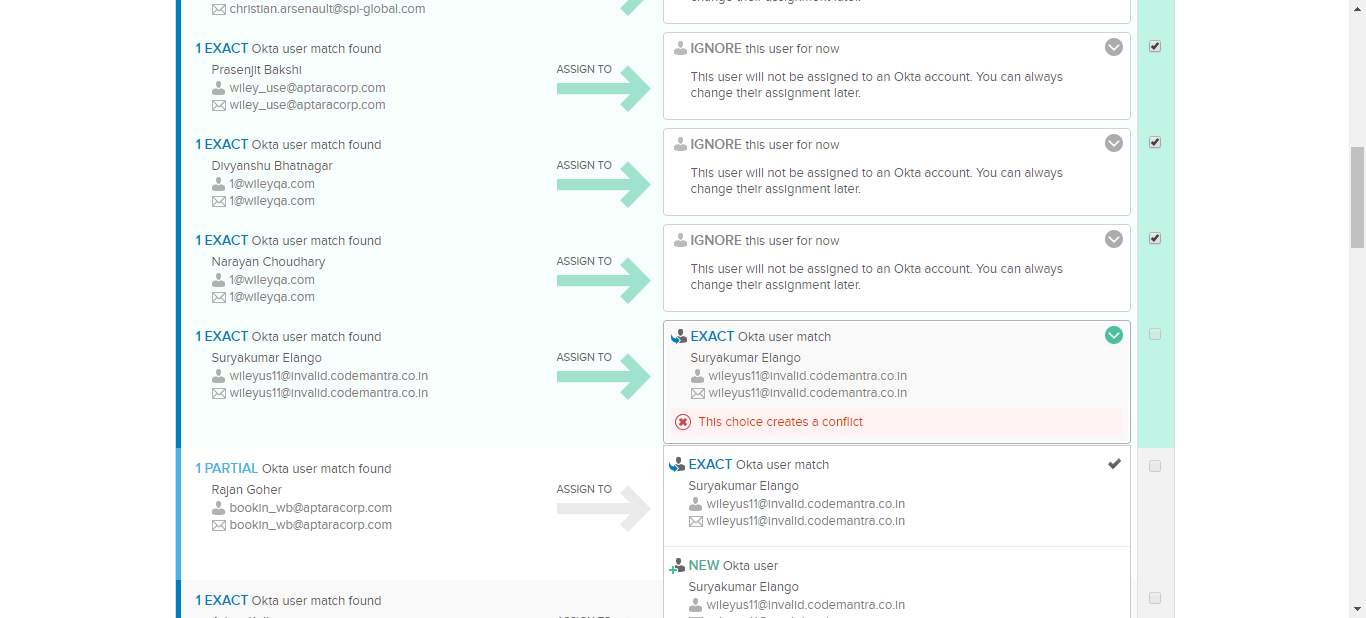 christian.arsenault@spi-global.com
change their assignment later.
1 EXACT Okta user match found
Prasenjit Bakshi
wiley_use@aptaracorp.com
wiley_use@aptaracorp.com
ASSIGN TO
IGNORE this user for now
This user will not be assigned to an Okta account. You can always
change their assignment later.
1 EXACT Okta user match found
Divyanshu Bhatnagar
1@wileyqa.com
1@wileyqa.com
ASSIGN TO
IGNORE this user for now
This user will not be assigned to an Okta account. You can always
change their assignment later.
1 EXACT Okta user match found
Narayan Choudhary
1@wileyqa.com
1@wileyqa.com
ASSIGN TO
IGNORE this user for now
This user will not be assigned to an Okta account. You can always
change their assignment later.
1 EXACT Okta user match found
Suryakumar Elango
wileyus11@invalid.codemantra.co.in
wileyus11@invalid.codemantra.co.in
ASSIGN TO
EXACT Okta user match
Suryakumar Elango
wileyus11@invalid.codemantra.co.in
wileyus11@invalid.codemantra.co.in
This choice creates a conflict
1 PARTIAL Okta user match found
Rajan Goher
bookin_wb@aptaracorp.com
bookin_wb@aptaracorp.com
ASSIGN TO
EXACT Okta user match
Suryakumar Elango
wileyus11@invalid.codemantra.co.in
wileyus11@invalid.codemantra.co.in
NEW Okta user
Suryakumar Elango
wileyus11@invalid.codemantra.co.in
1 EXACT Okta user match found
ASSIGN TO